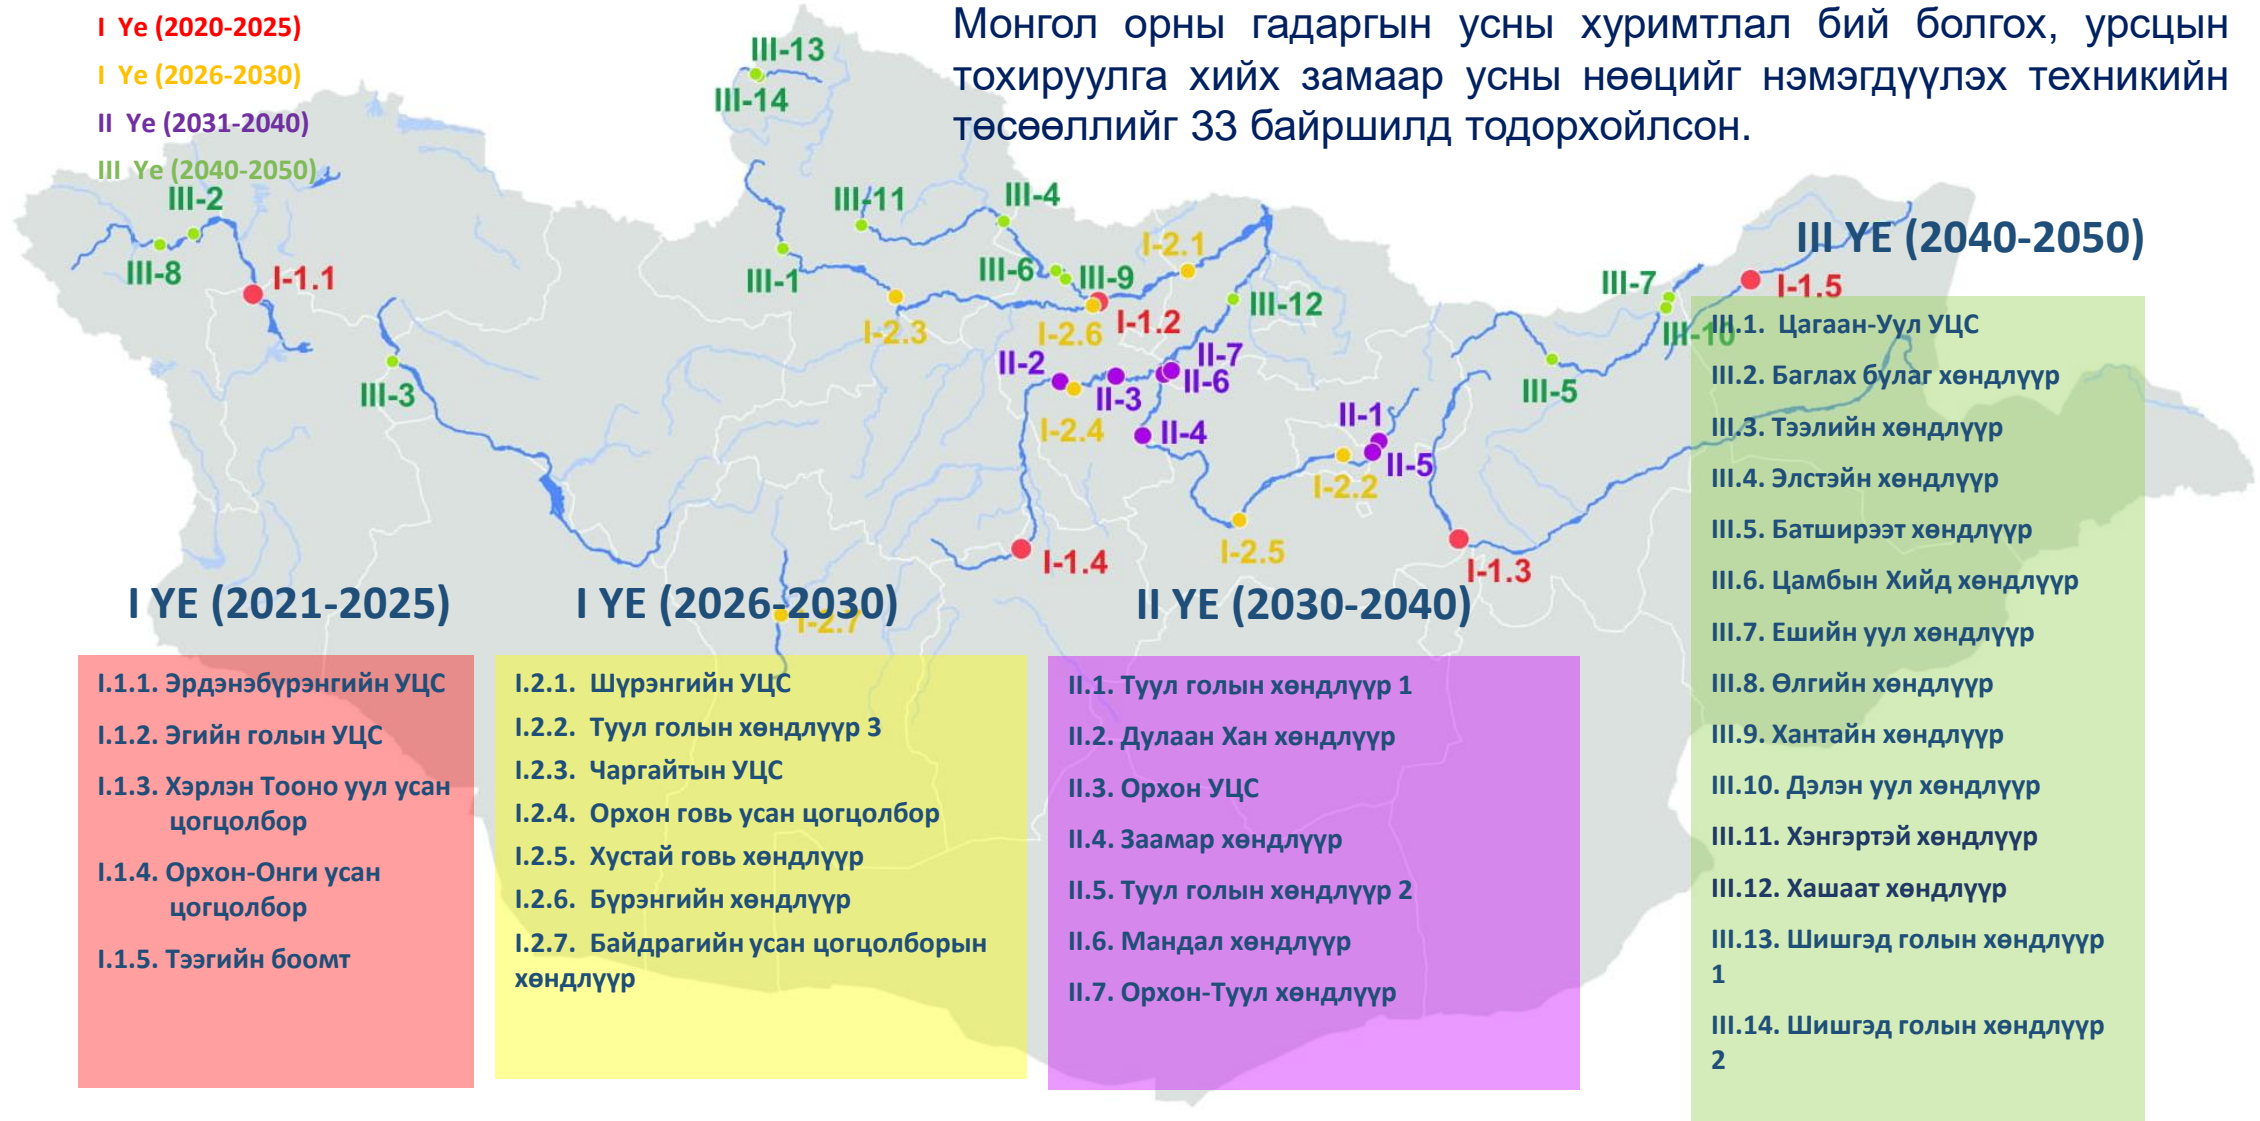 I Ye (2020-2025)
I Ye (2026-2030)
II Ye (2031-2040)
III Ye (2040-2050)
Монгол орны гадаргын усны хуримтлал бий болгох, урсцын
тохируулга хийх замаар усны нөөцийг нэмэгдүүлэх техникийн
төсөөллийг 33 байршилд тодорхойлсон.
III-13
III-14
III-2
III-8
I-1.1
III-3
III-11
III-4
III-1
III-6
III-9
I-2.1
I-2.3
I-2.6
I-1.2
III-12
II-2
II-7
II-6
II-3
I-2.4
II-4
II-1
II-5
I-2.2
I-2.5
I-1.4
I-1.3
I-2.7
III-7
III-10
III-5
I-1.5
I YE (2021-2025)
I.1.1. Эрдэнэбүрэнгийн УЦС
I.1.2. Эгийн голын УЦС
I.1.3. Хэрлэн Тооно уул усан
цогцолбор
I.1.4. Орхон-Онги усан
цогцолбор
I.1.5. Тээгийн боомт
I YE (2026-2030)
I.2.1. Шүрэнгийн УЦС
I.2.2. Туул голын хөндлүүр 3
I.2.3. Чаргайтын УЦС
I.2.4. Орхон говь усан цогцолбор
I.2.5. Хустай говь хөндлүүр
I.2.6. Бүрэнгийн хөндлүүр
I.2.7. Байдрагийн усан цогцолборын
хөндлүүр
II YE (2030-2040)
II.1. Туул голын хөндлүүр 1
II.2. Дулаан Хан хөндлүүр
II.3. Орхон УЦС
II.4. Заамар хөндлүүр
II.5. Туул голын хөндлүүр 2
II.6. Мандал хөндлүүр
II.7. Орхон-Туул хөндлүүр
III YE (2040-2050)
III.1. Цагаан-Уул УЦС
III.2. Баглах булаг хөндлүүр
III.3. Тээлийн хөндлүүр
III.4. Элстэйн хөндлүүр
III.5. Батширээт хөндлүүр
III.6. Цамбын Хийд хөндлүүр
III.7. Ешийн уул хөндлүүр
III.8. Өлгийн хөндлүүр
III.9. Хантайн хөндлүүр
III.10. Дэлэн уул хөндлүүр
III.11. Хэнгэртэй хөндлүүр
III.12. Хашаат хөндлүүр
III.13. Шишгэд голын хөндлүүр
1
III.14. Шишгэд голын хөндлүүр
2